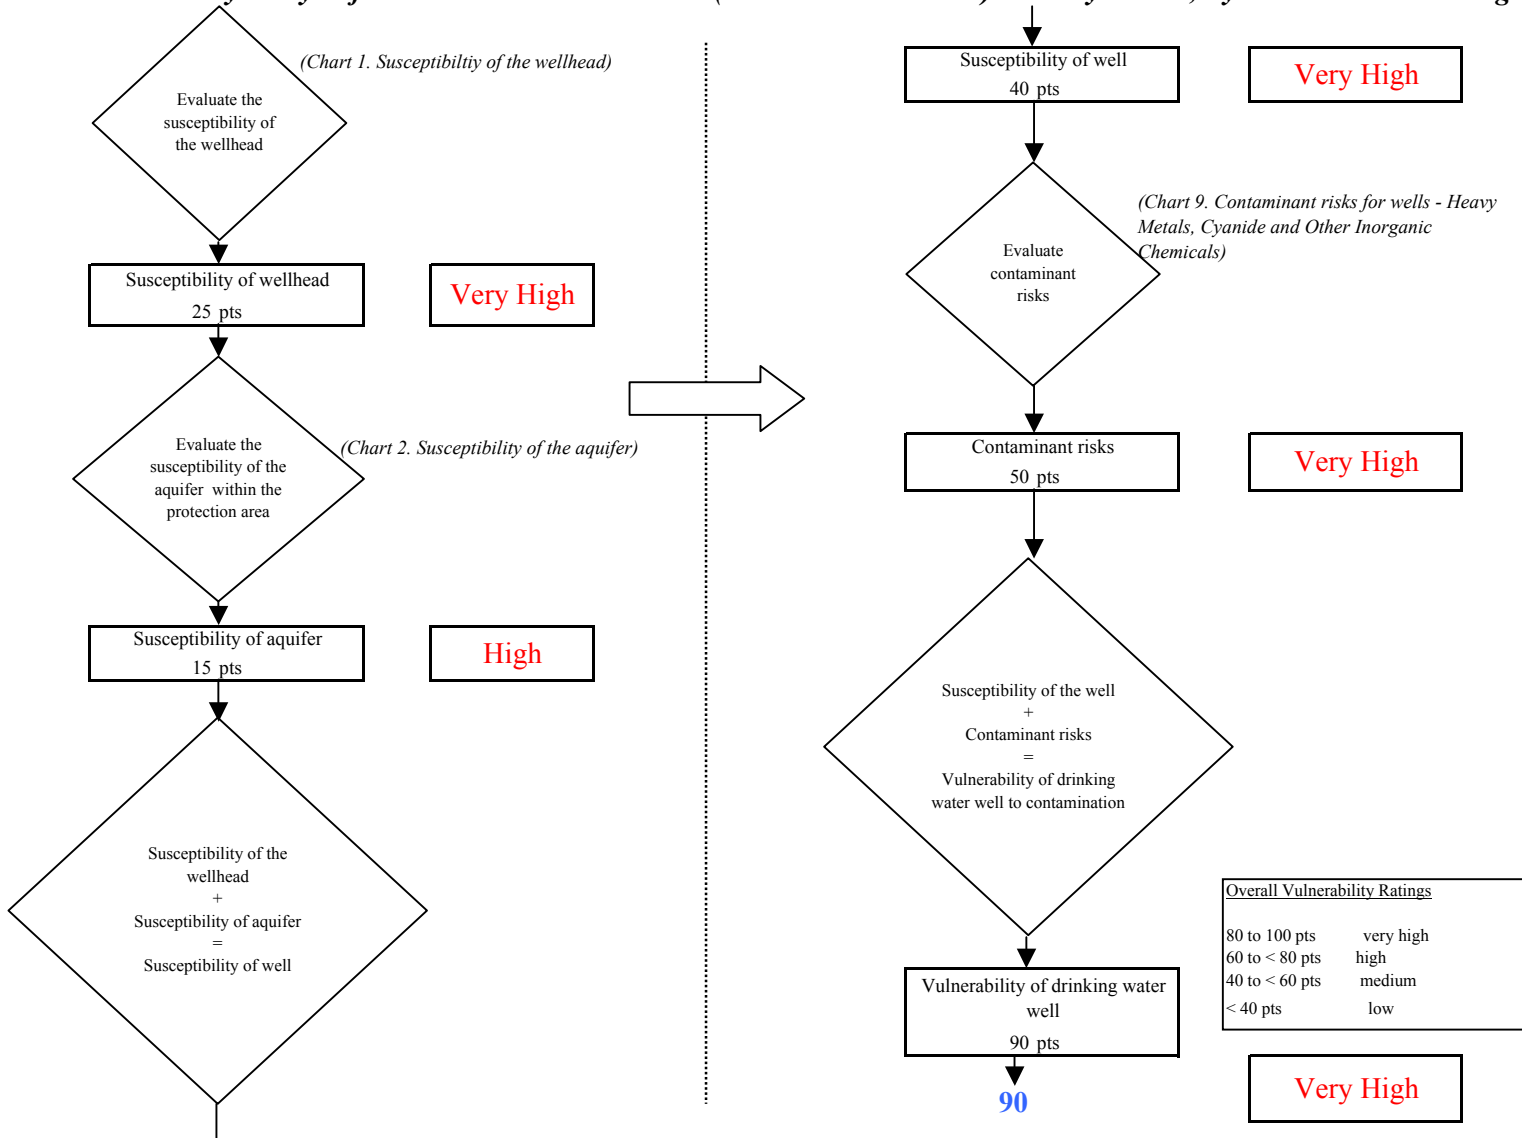 (Chart 1. Susceptibiltiy of the wellhead)
Evaluate the
susceptibility of
the wellhead
Susceptibility of wellhead
25 pts
Very High
Evaluate the
susceptibility of the
aquifer within the
protection area
(Chart 2. Susceptibility of the aquifer)
Susceptibility of aquifer
15 pts
High
Susceptibility of the
wellhead
+
Susceptibility of aquifer
=
Susceptibility of well
Susceptibility of well
40 pts
Very High
(Chart 9. Contaminant risks for wells - Heavy
Metals, Cyanide and Other Inorganic
Chemicals)
Evaluate
contaminant
risks
Contaminant risks
50 pts
Very High
Susceptibility of the well
+
Contaminant risks
=
Vulnerability of drinking
water well to contamination
Overall Vulnerability Ratings
80 to 100 pts very high
60 to < 80 pts high
40 to < 60 pts medium
< 40 pts low
Vulnerability of drinking water
well
90 pts
90
Very High